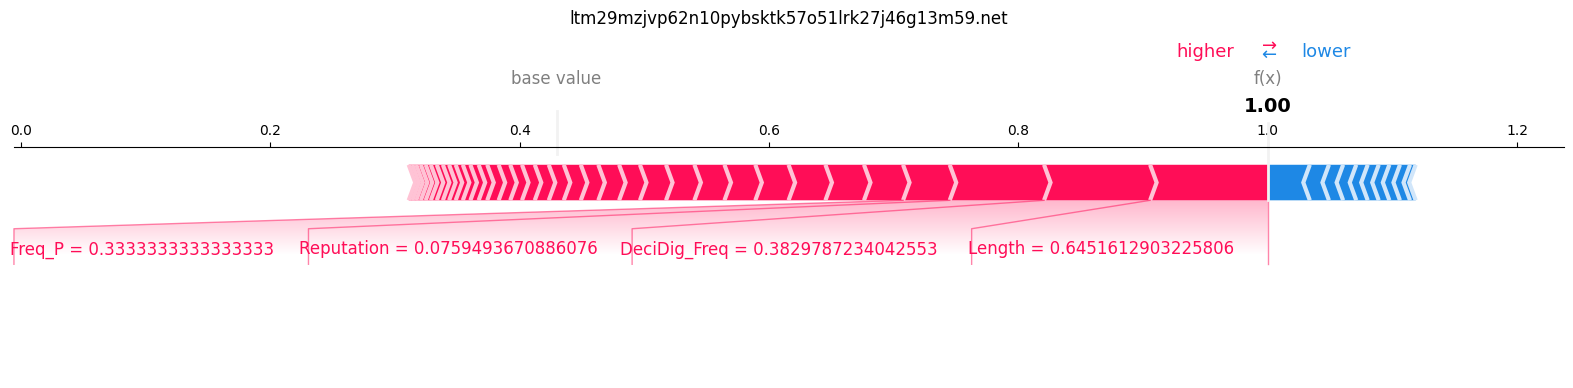 ltm29mzjvp62n10pybsktk57o51lrk27j46g13m59.net
higher ⇄ lower
base value f(x)
1.00
0.0 0.2 0.4 0.6 0.8 1.0 1.2
Freq_P = 0.3333333333333333 Reputation = 0.0759493670886076 DeciDig_Freq = 0.3829787234042553 Length = 0.6451612903225806